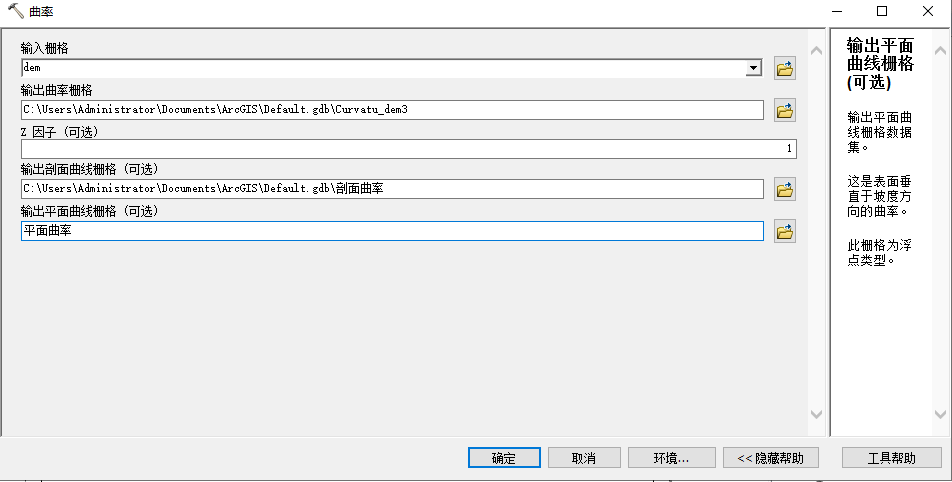 曲率
输入栅格
dem
输出曲率栅格
C:\Users\Administrator\Documents\ArcGIS\Default.gdb\Curvatu_dem3
Z 因子 (可选)
1
输出剖面曲线栅格 (可选)
C:\Users\Administrator\Documents\ArcGIS\Default.gdb\剖面曲率
输出平面曲线栅格 (可选)
平面曲率
输出平面
曲线栅格
(可选)
输出平面曲
线栅格数据
集。
这是表面垂
直于坡度方
向的曲率。
此栅格为浮
点类型。
确定
取消
环境...
<< 隐藏帮助
工具帮助